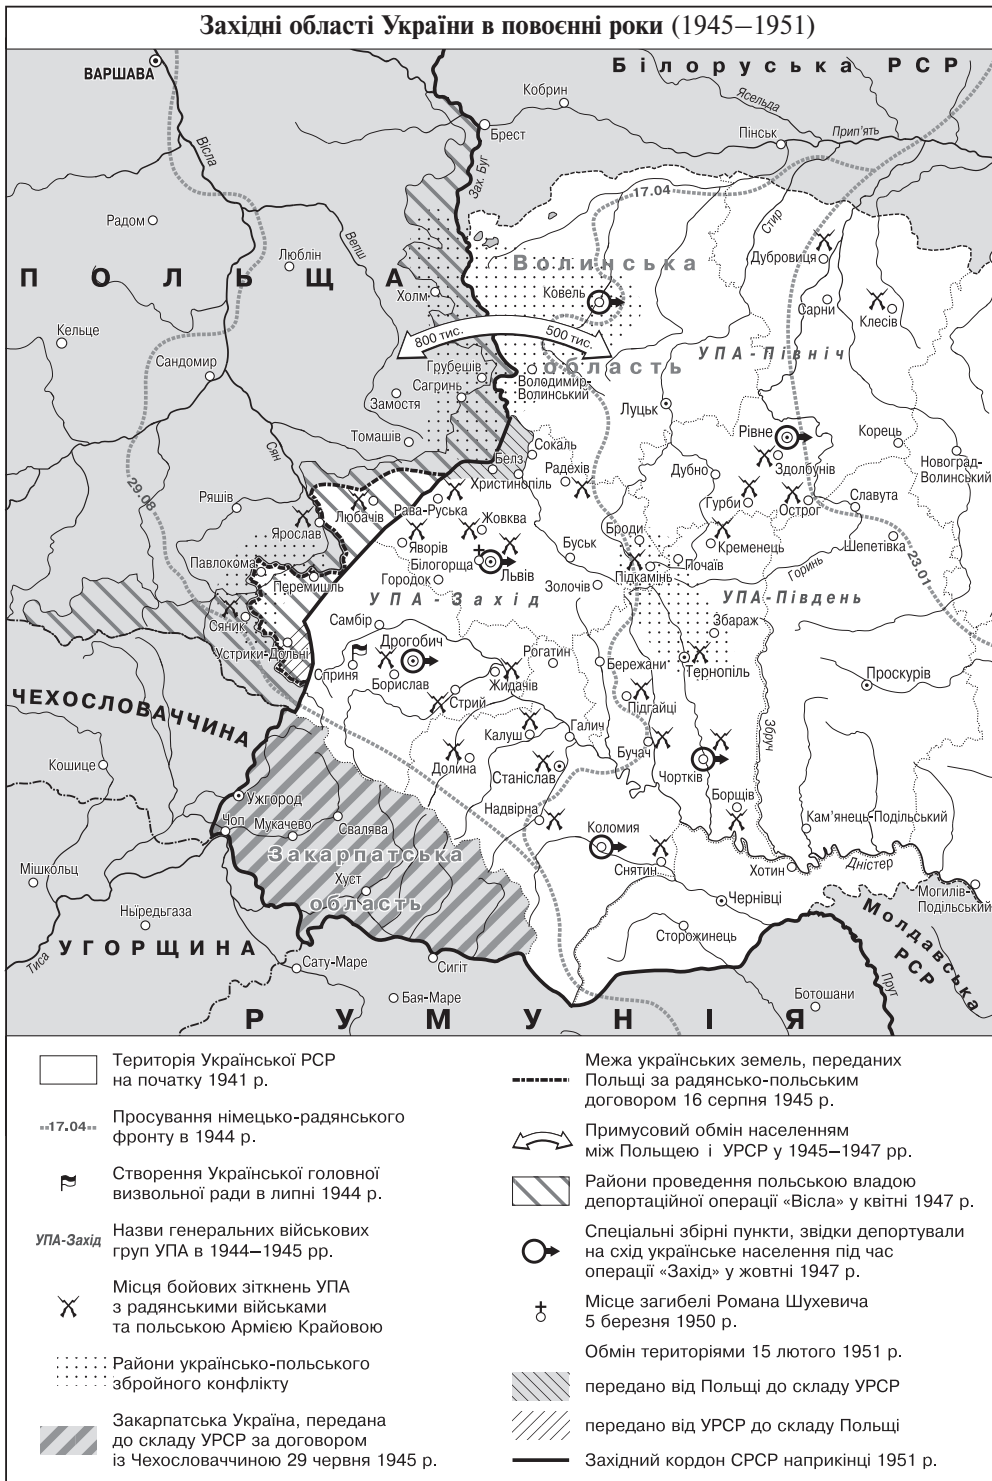 Західні області України в повоєнні роки (1945–1951)
Білоруська РСР
ВАРШАВА
Кобрин
Ясельда
Брест
Пінськ
Прип'ять
Вісла
Зах. Буг
17.04
Стир
Радом
Вепш
Люблін
Дубровиця
ПОЛЬЩА
Волинська
область
Холм
Ковель
Сарни
Клесів
800 тис.
500 тис.
Кельце
УПА-Північ
Сандомир
Грубешів
Сагринь
Володимир-
Волинський
Замостя
Луцьк
Томашів
Рівне
Корець
Сян
Сокаль
Белз
Здолбунів
Новоград-
Волинський
Христинопіль
Радехів
Дубно
29.08
Ряшів
Любачів
Рава-Руська
Гурби
Острог
Славута
Ярослав
Жовква
Броди
Яворів
Кременець
Шепетівка
Павлокома
Білогорща
Буськ
Львів
Підкамінь
Почаїв
Горинь
23.01
Перемишль
Городок
Золочів
УПА-Захід
УПА-Південь
Сяник
Самбір
Збараж
Устрики-Дольні
Дрогобич
Рогатин
Бережани
Тернопіль
Проскурів
Сприня
Борислав
Жидачів
ЧЕХОСЛОВАЧЧИНА
Стрий
Підгайці
Збруч
Калуш
Галич
Кошице
Долина
Станіслав
Бучач
Чортків
Ужгород
Надвірна
Борщів
Чоп
Мукачево
Свалява
Коломия
Кам'янець-Подільський
Закарпатська
область
Мішкольц
Снятин
Хотин
Дністер
Хуст
Могилів-
Подільський
Чернівці
Ньїредьгаза
Молдавська
РСР
УГОРЩИНА
Сторожинець
Тиса
Сату-Маре
Сигіт
Прут
Бая-Маре
Ботошани
РУМУНІЯ
Територія Української РСР
на початку 1941 р.
17.04
Просування німецько-радянського
фронту в 1944 р.
Створення Української головної
визвольної ради в липні 1944 р.
УПА-Захід
Назви генеральних військових
груп УПА в 1944–1945 рр.
Місця бойових зіткнень УПА
з радянськими військами
та польською Армією Крайовою
Райони українсько-польського
збройного конфлікту
Закарпатська Україна, передана
до складу УРСР за договором
із Чехословаччиною 29 червня 1945 р.
Межа українських земель, переданих
Польщі за радянсько-польським
договором 16 серпня 1945 р.
Примусовий обмін населенням
між Польщею і УРСР у 1945–1947 рр.
Райони проведення польською владою
депортаційної операції «Вісла» у квітні 1947 р.
Спеціальні збірні пункти, звідки депортували
на схід українське населення під час
операції «Захід» у жовтні 1947 р.
Місце загибелі Романа Шухевича
5 березня 1950 р.
Обмін територіями 15 лютого 1951 р.
передано від Польщі до складу УРСР
передано від УРСР до складу Польщі
Західний кордон СРСР наприкінці 1951 р.